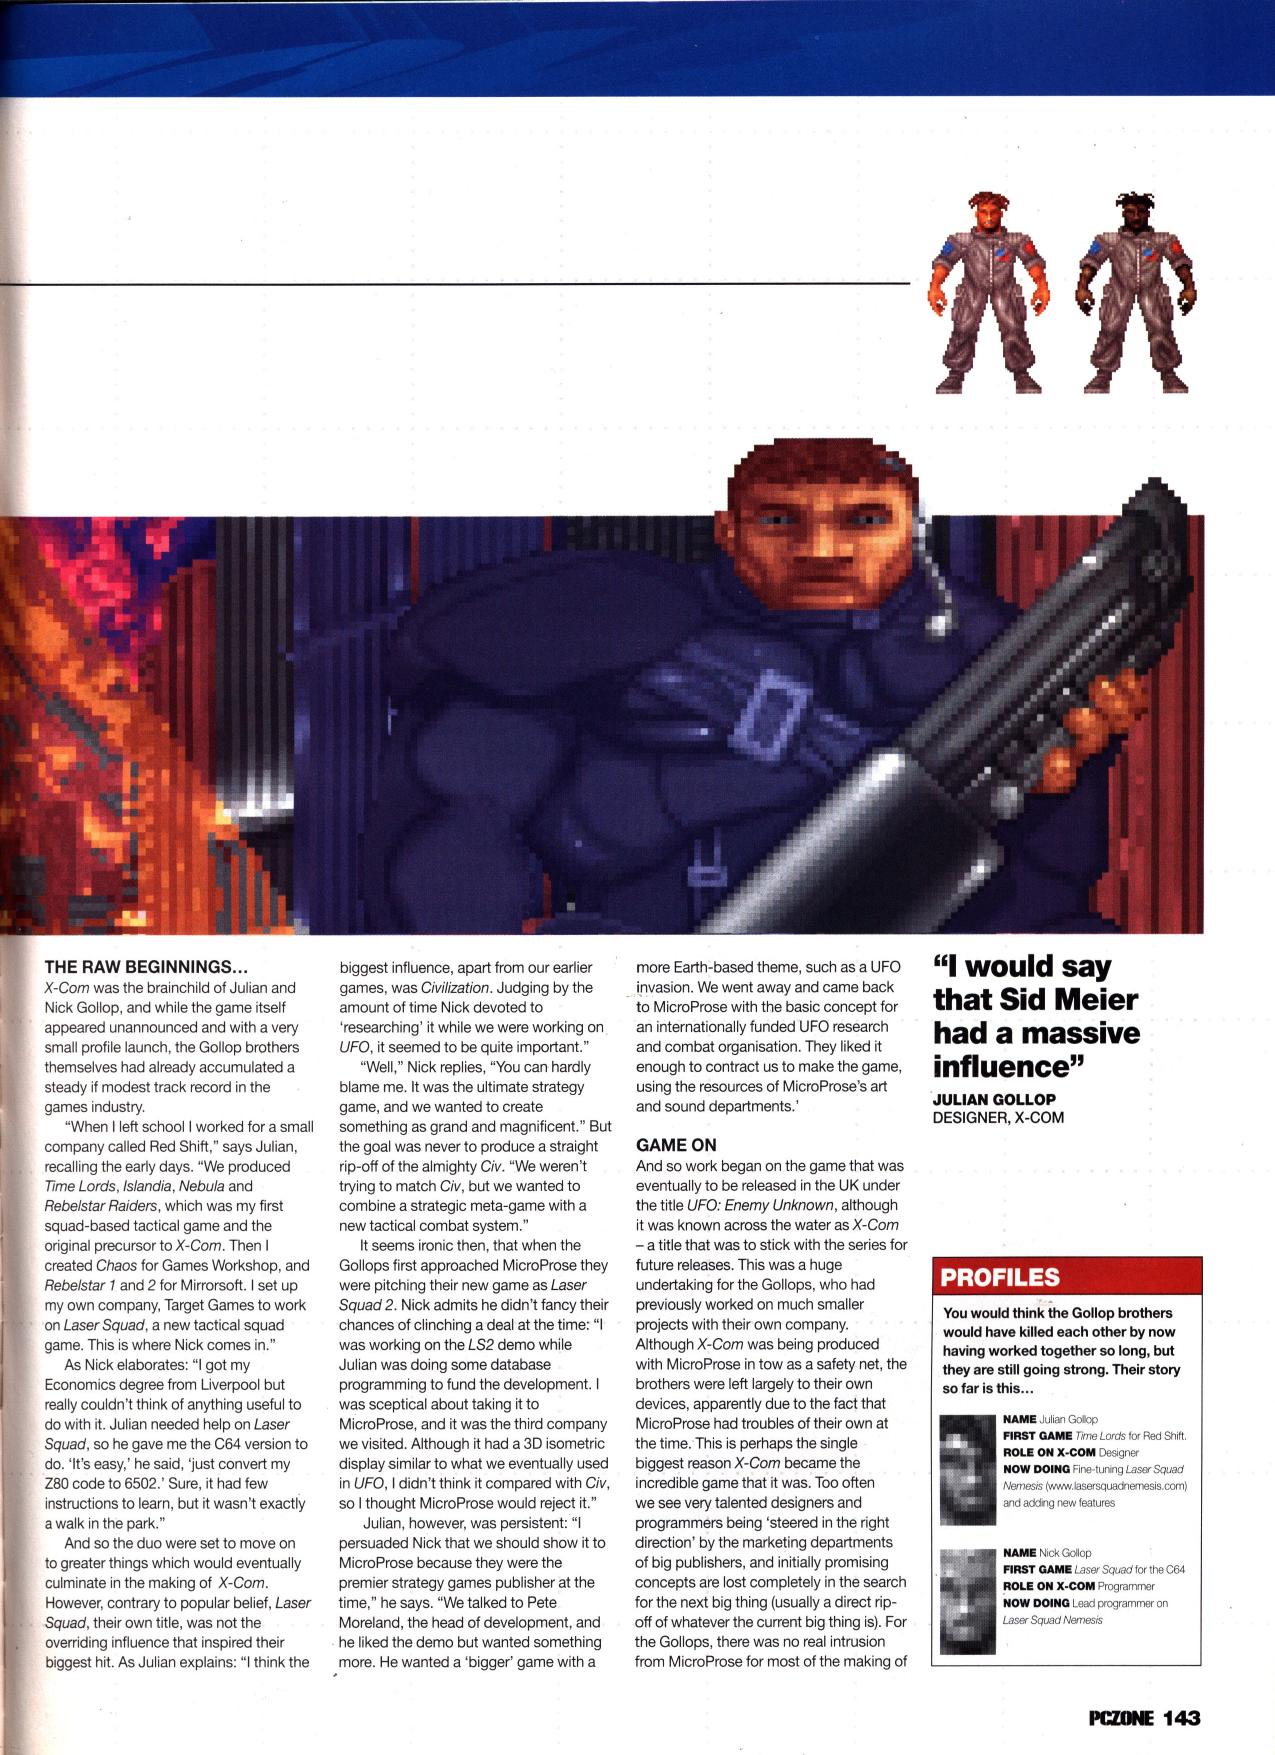 THE RAW BEGINNINGS...
X-Com was the brainchild of Julian and
Nick Gollop, and while the game itself
appeared unannounced and with a very
small profile launch, the Gollop brothers
themselves had already accumulated a
steady if modest track record in the
games industry.
“When I left school I worked for a small
company called Red Shift,” says Julian,
recalling the early days. “We produced
Time Lords, Islandia, Nebula and
Rebelstar Raiders, which was my first
squad-based tactical game and the
original precursor to X-Com. Then I
created Chaos for Games Workshop, and
Rebelstar 1 and 2 for Mirrorsoft. I set up
my own company, Target Games to work
on Laser Squad, a new tactical squad
game. This is where Nick comes in.”
As Nick elaborates: “I got my
Economics degree from Liverpool but
really couldn’t think of anything useful to
do with it. Julian needed help on Laser
Squad, so he gave me the C64 version to
do. ‘It’s easy,’ he said, ‘just convert my
Z80 code to 6502.’ Sure, it had few
instructions to learn, but it wasn’t exactly
a walk in the park.”
And so the duo were set to move on
to greater things which would eventually
culminate in the making of X-Com.
However, contrary to popular belief, Laser
Squad, their own title, was not the
overriding influence that inspired their
biggest hit. As Julian explains: “I think the
biggest influence, apart from our earlier
games, was Civilization. Judging by the
amount of time Nick devoted to
‘researching’ it while we were working on
UFO, it seemed to be quite important.”
“Well,” Nick replies, “You can hardly
blame me. It was the ultimate strategy
game, and we wanted to create
something as grand and magnificent.” But
the goal was never to produce a straight
rip-off of the almighty Civ. “We weren’t
trying to match Civ, but we wanted to
combine a strategic meta-game with a
new tactical combat system.”
It seems ironic then, that when the
Gollops first approached MicroProse they
were pitching their new game as Laser
Squad 2. Nick admits he didn’t fancy their
chances of clinching a deal at the time: “I
was working on the LS2 demo while
Julian was doing some database
programming to fund the development. I
was sceptical about taking it to
MicroProse, and it was the third company
we visited. Although it had a 3D isometric
display similar to what we eventually used
in UFO, I didn’t think it compared with Civ,
so I thought MicroProse would reject it.”
Julian, however, was persistent: “I
persuaded Nick that we should show it to
MicroProse because they were the
premier strategy games publisher at the
time,” he says. “We talked to Pete
Moreland, the head of development, and
he liked the demo but wanted something
more. He wanted a ‘bigger’ game with a
more Earth-based theme, such as a UFO
invasion. We went away and came back
to MicroProse with the basic concept for
an internationally funded UFO research
and combat organisation. They liked it
enough to contract us to make the game,
using the resources of MicroProse’s art
and sound departments.’
GAME ON
And so work began on the game that was
eventually to be released in the UK under
the title UFO: Enemy Unknown, although
it was known across the water as X-Com
– a title that was to stick with the series for
future releases. This was a huge
undertaking for the Gollops, who had
previously worked on much smaller
projects with their own company.
Although X-Com was being produced
with MicroProse in tow as a safety net, the
brothers were left largely to their own
devices, apparently due to the fact that
MicroProse had troubles of their own at
the time. This is perhaps the single
biggest reason X-Com became the
incredible game that it was. Too often
we see very talented designers and
programmers being ‘steered in the right
direction’ by the marketing departments
of big publishers, and initially promising
concepts are lost completely in the search
for the next big thing (usually a direct rip-
off of whatever the current big thing is). For
the Gollops, there was no real intrusion
from MicroProse for most of the making of
“I would say
that Sid Meier
had a massive
influence”
JULIAN GOLLOP
DESIGNER, X-COM
PROFILES
You would think the Gollop brothers
would have killed each other by now
having worked together so long, but
they are still going strong. Their story
so far is this...
NAME Julian Gollop
FIRST GAME Time Lords for Red Shift.
ROLE ON X-COM Designer
NOW DOING Fine-tuning Laser Squad
Nemesis (www.lasersquadnemesis.com)
and adding new features
NAME Nick Gollop
FIRST GAME Laser Squad for the C64
ROLE ON X-COM Programmer
NOW DOING Lead programmer on
Laser Squad Nemesis
PCZONE 143